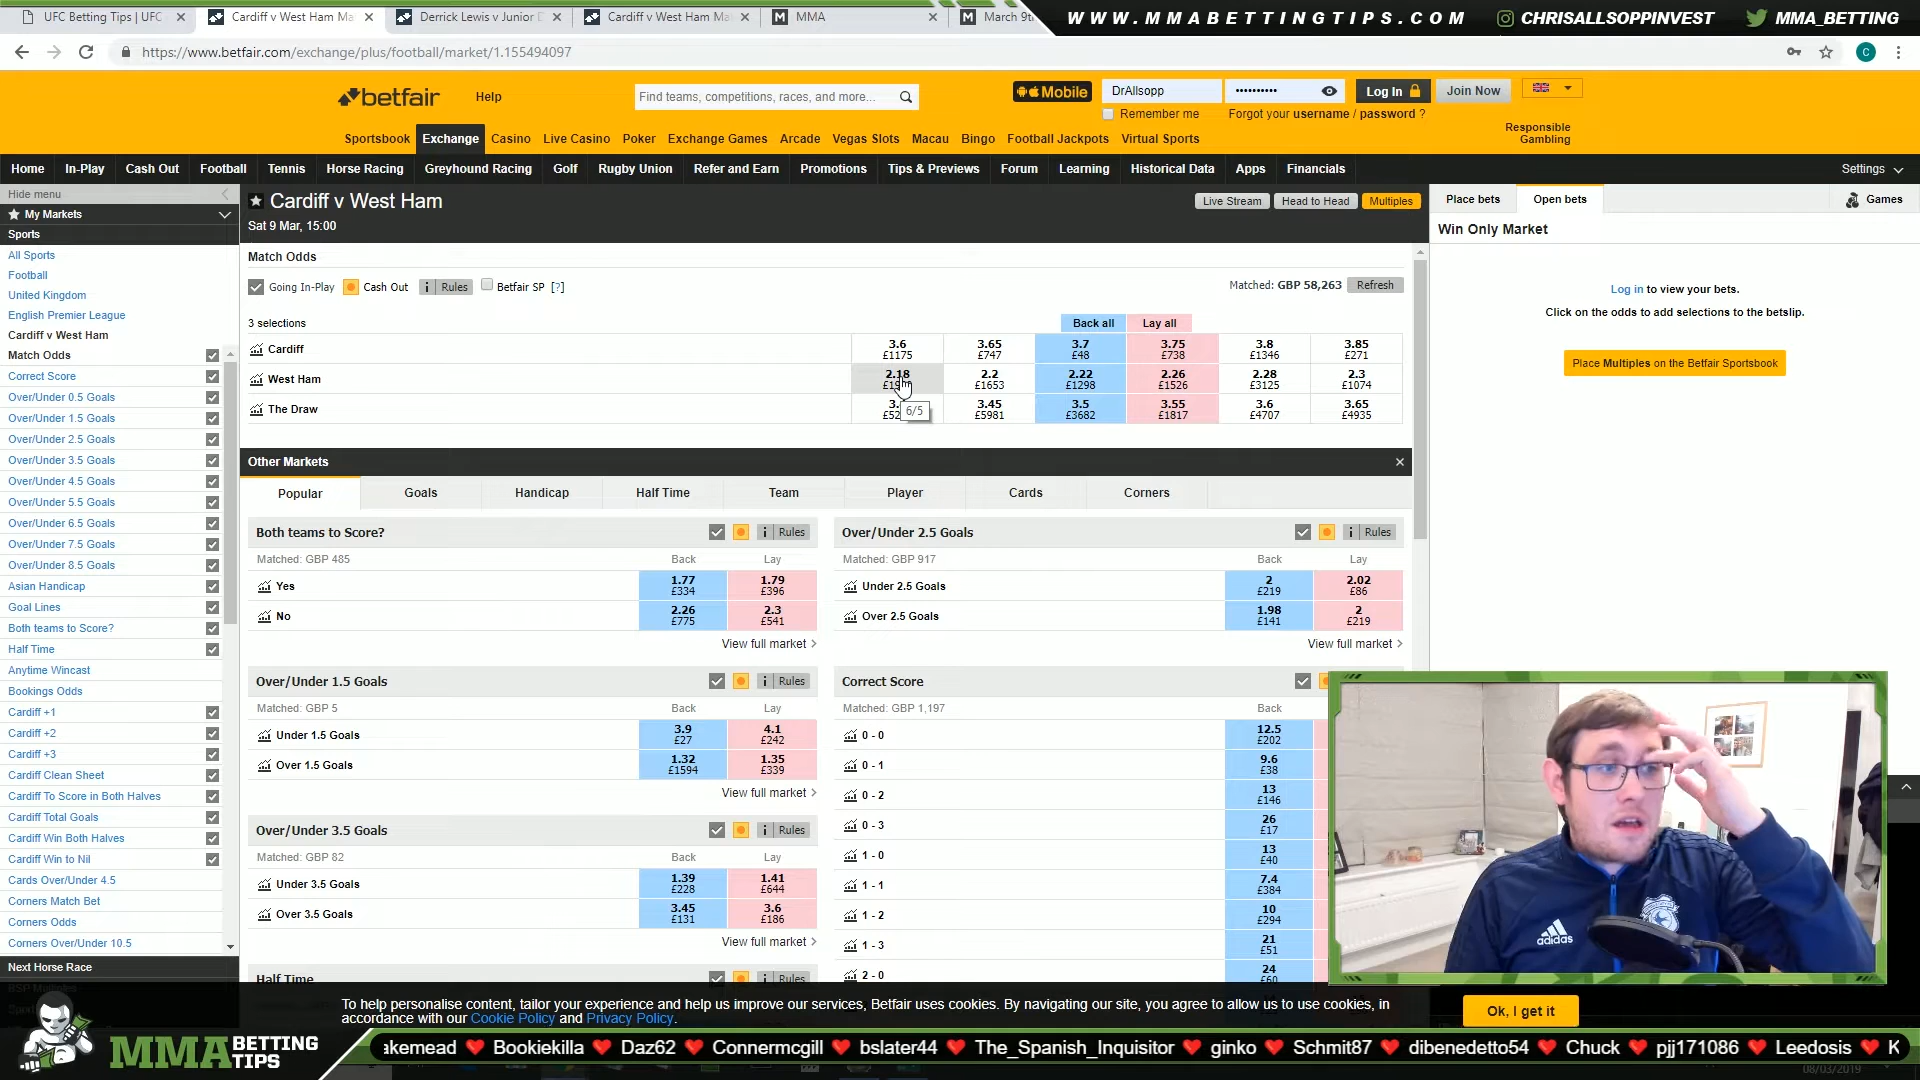 UFC Betting Tips | UFC
Cardiff v West Ham Ma
Derrick Lewis v Junior D
Cardiff v West Ham Ma
MMA
March 9th
WWW.MMABETTINGTIPS.COM
CHRISALLSOPPINVEST
MMA_BETTING
https://www.betfair.com/exchange/plus/football/market/1.155494097
C
betfair
Help
Find teams, competitions, races, and more...
Mobile
DrAllsopp
••••••••••
Log In
Join Now
Remember me
Forgot your username / password ?
Responsible
Gambling
Sportsbook Exchange Casino Live Casino Poker Exchange Games Arcade Vegas Slots Macau Bingo Football Jackpots Virtual Sports
Home In-Play Cash Out Football Tennis Horse Racing Greyhound Racing Golf Rugby Union Refer and Earn Promotions Tips & Previews Forum Learning Historical Data Apps Financials Settings
Hide menu
My Markets
Sports
All Sports
Football
United Kingdom
English Premier League
Cardiff v West Ham
Match Odds
Correct Score
Over/Under 0.5 Goals
Over/Under 1.5 Goals
Over/Under 2.5 Goals
Over/Under 3.5 Goals
Over/Under 4.5 Goals
Over/Under 5.5 Goals
Over/Under 6.5 Goals
Over/Under 7.5 Goals
Over/Under 8.5 Goals
Asian Handicap
Goal Lines
Both teams to Score?
Half Time
Anytime Wincast
Bookings Odds
Cardiff +1
Cardiff +2
Cardiff +3
Cardiff Clean Sheet
Cardiff To Score in Both Halves
Cardiff Total Goals
Cardiff Win Both Halves
Cardiff Win to Nil
Cards Over/Under 4.5
Corners Match Bet
Corners Odds
Corners Over/Under 10.5
Next Horse Race
Cardiff v West Ham
Sat 9 Mar, 15:00
Live Stream Head to Head Multiples
Match Odds
Going In-Play Cash Out i Rules Betfair SP [?]
Matched: GBP 58,263 Refresh
3 selections Back all Lay all
Cardiff 3.6 3.65 3.7 3.75 3.8 3.85
£1175 £747 £48 £738 £1346 £271
West Ham 2.18 2.2 2.22 2.26 2.28 2.3
£1653 £1298 £1526 £3125 £1074
The Draw 3.45 3.5 3.55 3.6 3.65
£5981 £3682 £1817 £4707 £4935
6/5
Other Markets
Popular Goals Handicap Half Time Team Player Cards Corners
Both teams to Score? i Rules
Matched: GBP 485 Back Lay
Yes 1.77 1.79
£334 £396
No 2.26 2.3
£775 £541
View full market
Over/Under 1.5 Goals i Rules
Matched: GBP 5 Back Lay
Under 1.5 Goals 3.9 4.1
£27 £242
Over 1.5 Goals 1.32 1.35
£1594 £339
View full market
Over/Under 3.5 Goals i Rules
Matched: GBP 82 Back Lay
Under 3.5 Goals 1.39 1.41
£228 £644
Over 3.5 Goals 3.45 3.6
£131 £186
View full market
Half Time i Rules
Over/Under 2.5 Goals i Rules
Matched: GBP 917 Back Lay
Under 2.5 Goals 2 2.02
£219 £86
Over 2.5 Goals 1.98 2
£141 £219
View full market
Correct Score
Matched: GBP 1,197 Back
0 - 0 12.5
£202
0 - 1 9.6
£38
0 - 2 13
£146
0 - 3 26
£17
1 - 0 13
£40
1 - 1 7.4
£384
1 - 2 10
£294
1 - 3 21
£51
2 - 0 24
£60
Place bets Open bets Games
Win Only Market
Log in to view your bets.
Click on the odds to add selections to the betslip.
Place Multiples on the Betfair Sportsbook
adidas
To help personalise content, tailor your experience and help us improve our services, Betfair uses cookies. By navigating our site, you agree to allow us to use cookies, in
accordance with our Cookie Policy and Privacy Policy.
Ok, I get it
MMA BETTING
TIPS
akemead Bookiekilla Daz62 Connermcgill bslater44 The_Spanish_Inquisitor ginko Schmit87 dibenedetto54 Chuck pjj171086 Leedosis K
08/03/2019